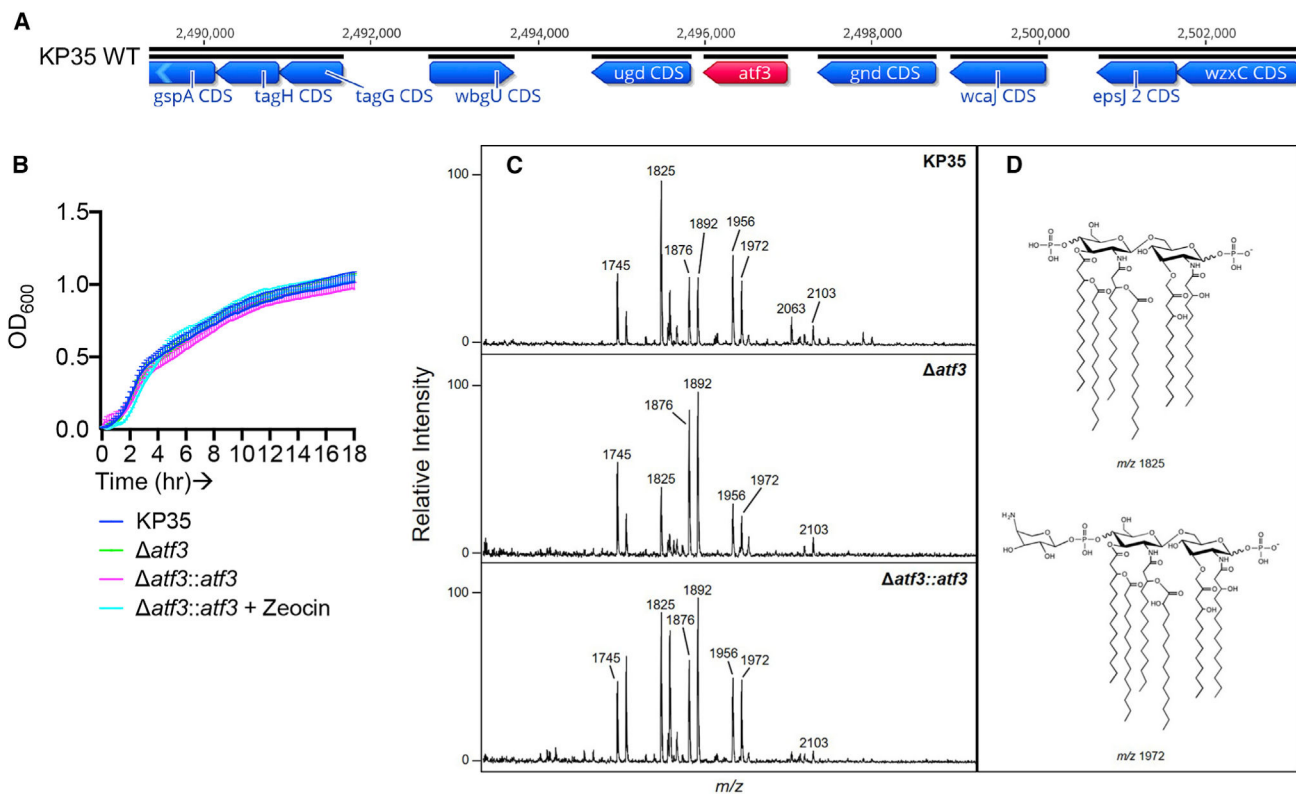 A
2,490,000 2,492,000 2,494,000 2,496,000 2,498,000 2,500,000 2,502,000
KP35 WT
ugd CDS atf3 gnd CDS wzxC CDS
gspA CDS tagH CDS tagG CDS wbgU CDS wcaJ CDS epsJ 2 CDS
B
1.5
1.0
0.5
0.0
OD600
0 2 4 6 8 10 12 14 16 18
Time (hr)→
KP35
Δatf3
Δatf3::atf3
Δatf3::atf3 + Zeocin
C
KP35
Relative Intensity
100
0
1745
1825
1876
1892
1956
1972
2063
2103
Δatf3
100
0
1745
1825
1876
1892
1956
1972
2103
Δatf3::atf3
100
0
1745
1825
1876
1892
1956
1972
2103
m/z
D
m/z 1825
m/z 1972